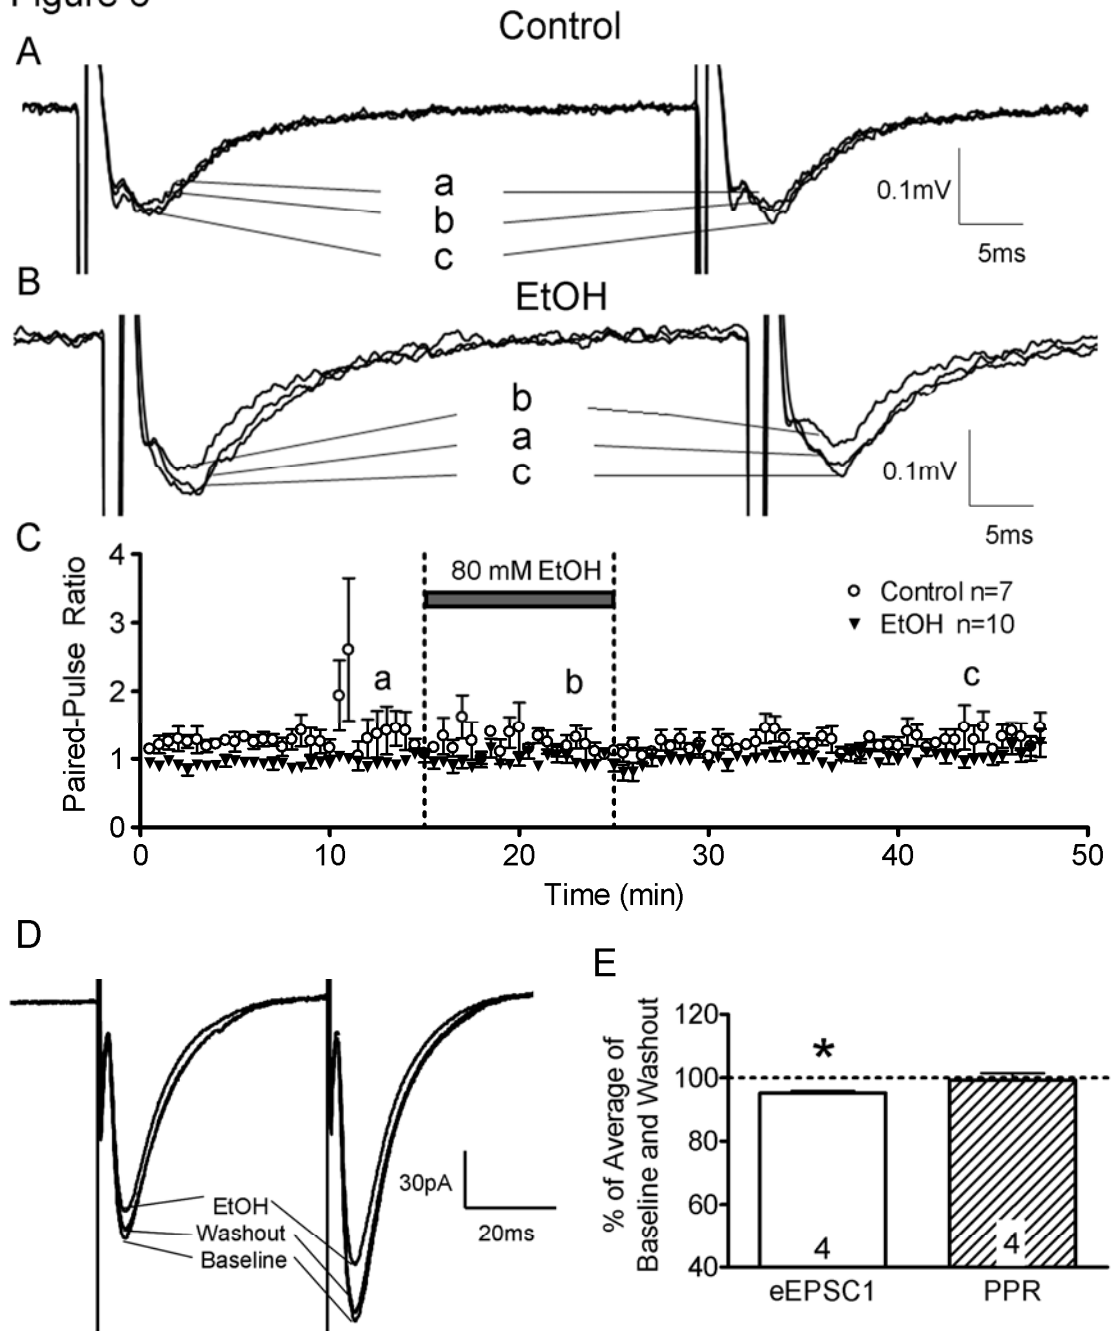 Control
A
a
b
c
0.1mV
5ms
B
EtOH
b
a
c
0.1mV
5ms
C
Paired-Pulse Ratio
4
3
2
1
0
80 mM EtOH
Control n=7
EtOH n=10
a
b
c
0
10
20
30
40
50
Time (min)
D
EtOH
Washout
Baseline
30pA
20ms
E
% of Average of
Baseline and Washout
120
100
80
60
40
*
4
4
eEPSC1
PPR